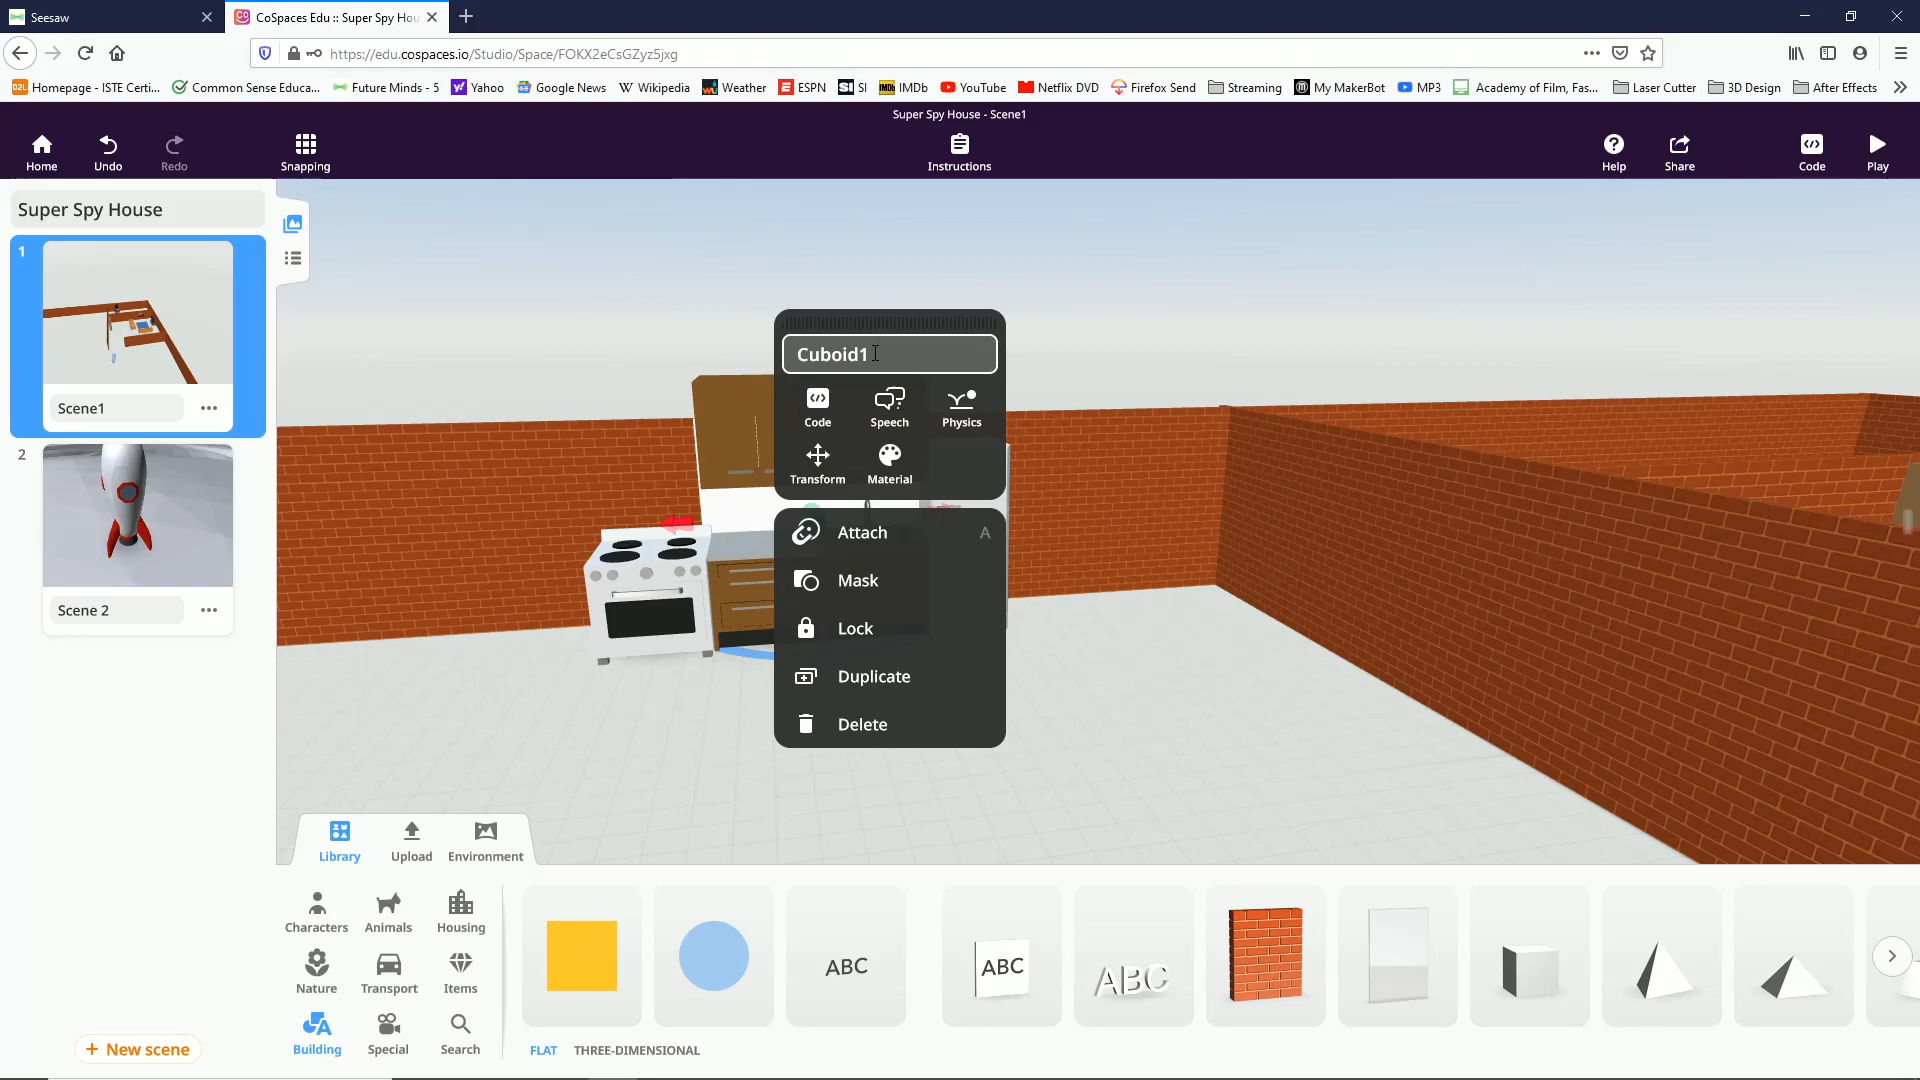 Seesaw
CoSpaces Edu :: Super Spy Hou
https://edu.cospaces.io/Studio/Space/FOKX2eCsGZyz5jxg
Homepage - ISTE Certi...
Common Sense Educa...
Future Minds - 5
Yahoo
Google News
Wikipedia
Weather
ESPN
SI
IMDb
YouTube
Netflix DVD
Firefox Send
Streaming
My MakerBot
MP3
Academy of Film, Fas...
Laser Cutter
3D Design
After Effects
Super Spy House - Scene1
Home
Undo
Redo
Snapping
Instructions
Help
Share
Code
Play
Super Spy House
1
Scene1
2
Scene 2
+ New scene
Cuboid1
Code
Speech
Physics
Transform
Material
Attach A
Mask
Lock
Duplicate
Delete
Library
Upload
Environment
Characters
Animals
Housing
Nature
Transport
Items
Building
Special
Search
ABC
ABC
ABC
FLAT
THREE-DIMENSIONAL